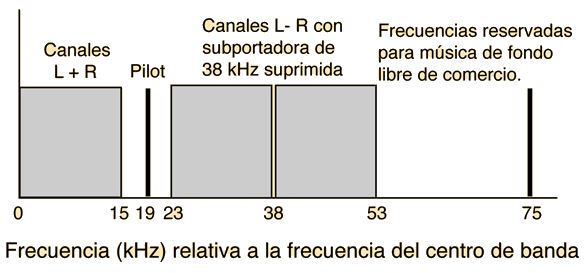 Canales
L + R
Pilot
Canales L- R con
subportadora de
38 kHz suprimida
Frecuencias reservadas
para música de fondo
libre de comercio.
0 15 19 23 38 53 75
Frecuencia (kHz) relativa a la frecuencia del centro de banda